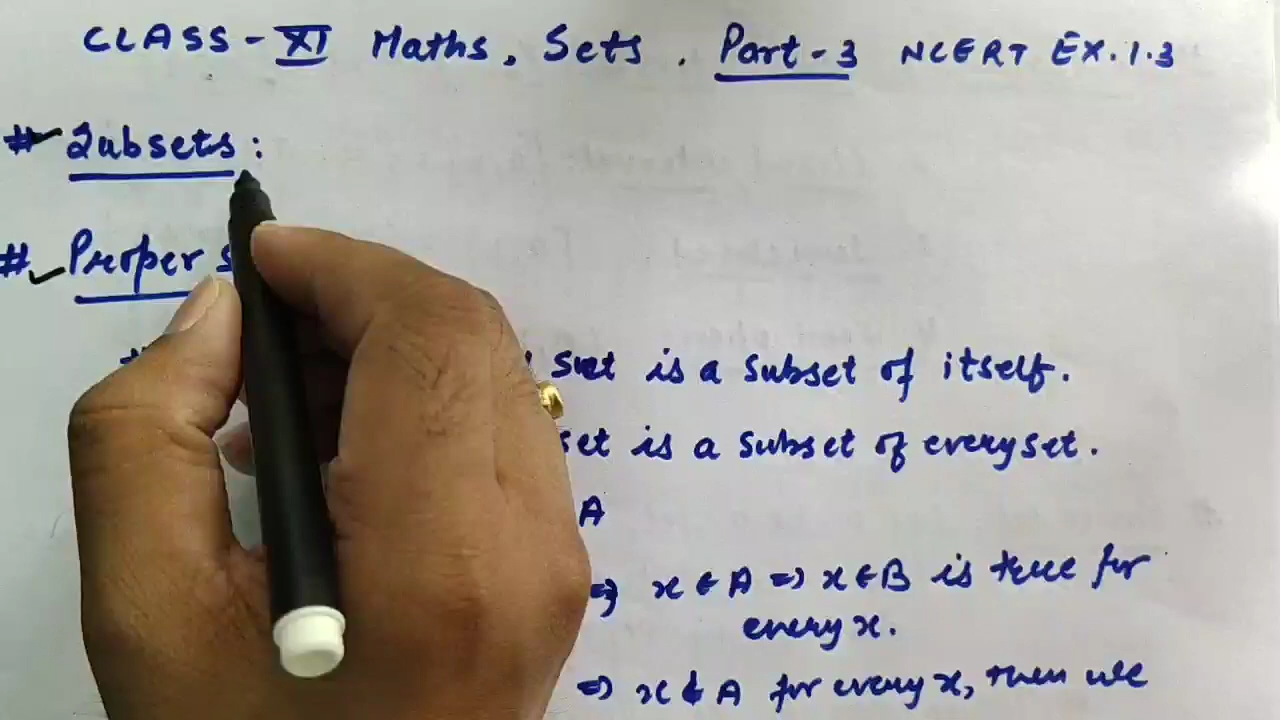 CLASS-XI Maths, Sets. Part-3 NCERT EX.1.3
# Subsets:
# Proper
set is a subset of itself.
set is a subset of every set.
A
⇒ x ∈ A ⇒ x ∈ B is true for
every x.
⇒ x ∉ A for every x, then we